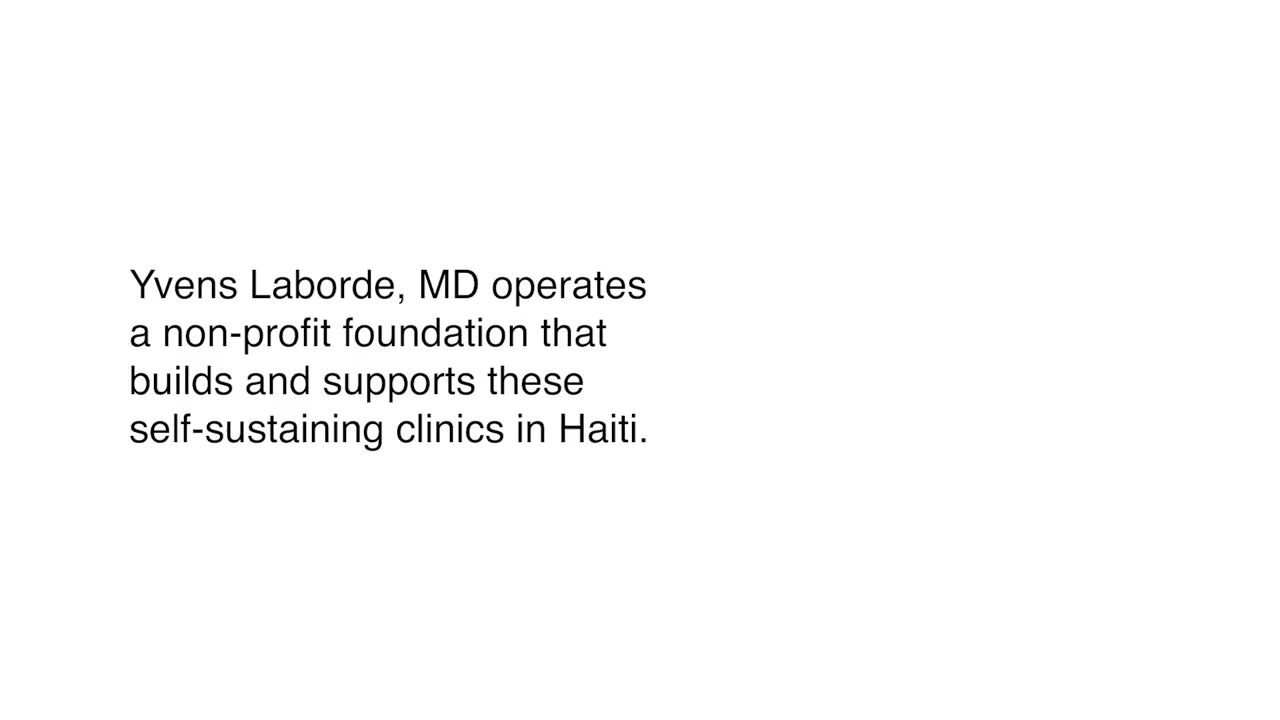 Yvens Laborde, MD operates
a non-profit foundation that
builds and supports these
self-sustaining clinics in Haiti.